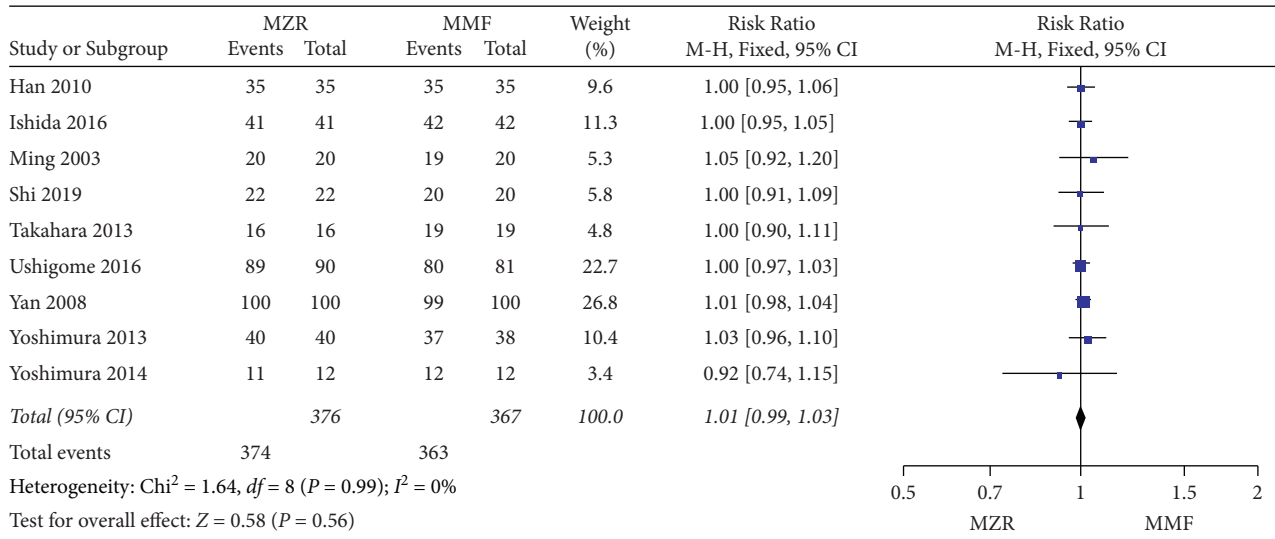 MZR MMF Weight Risk Ratio Risk Ratio
Study or Subgroup Events Total Events Total (%) M-H, Fixed, 95% CI M-H, Fixed, 95% CI
Han 2010 35 35 35 35 9.6 1.00 [0.95, 1.06]
Ishida 2016 41 41 42 42 11.3 1.00 [0.95, 1.05]
Ming 2003 20 20 19 20 5.3 1.05 [0.92, 1.20]
Shi 2019 22 22 20 20 5.8 1.00 [0.91, 1.09]
Takahara 2013 16 16 19 19 4.8 1.00 [0.90, 1.11]
Ushigome 2016 89 90 80 81 22.7 1.00 [0.97, 1.03]
Yan 2008 100 100 99 100 26.8 1.01 [0.98, 1.04]
Yoshimura 2013 40 40 37 38 10.4 1.03 [0.96, 1.10]
Yoshimura 2014 11 12 12 12 3.4 0.92 [0.74, 1.15]
Total (95% CI) 376 367 100.0 1.01 [0.99, 1.03]
Total events 374 363
Heterogeneity: Chi² = 1.64, df = 8 (P = 0.99); I² = 0%
Test for overall effect: Z = 0.58 (P = 0.56)
0.5 0.7 1 1.5 2
MZR MMF